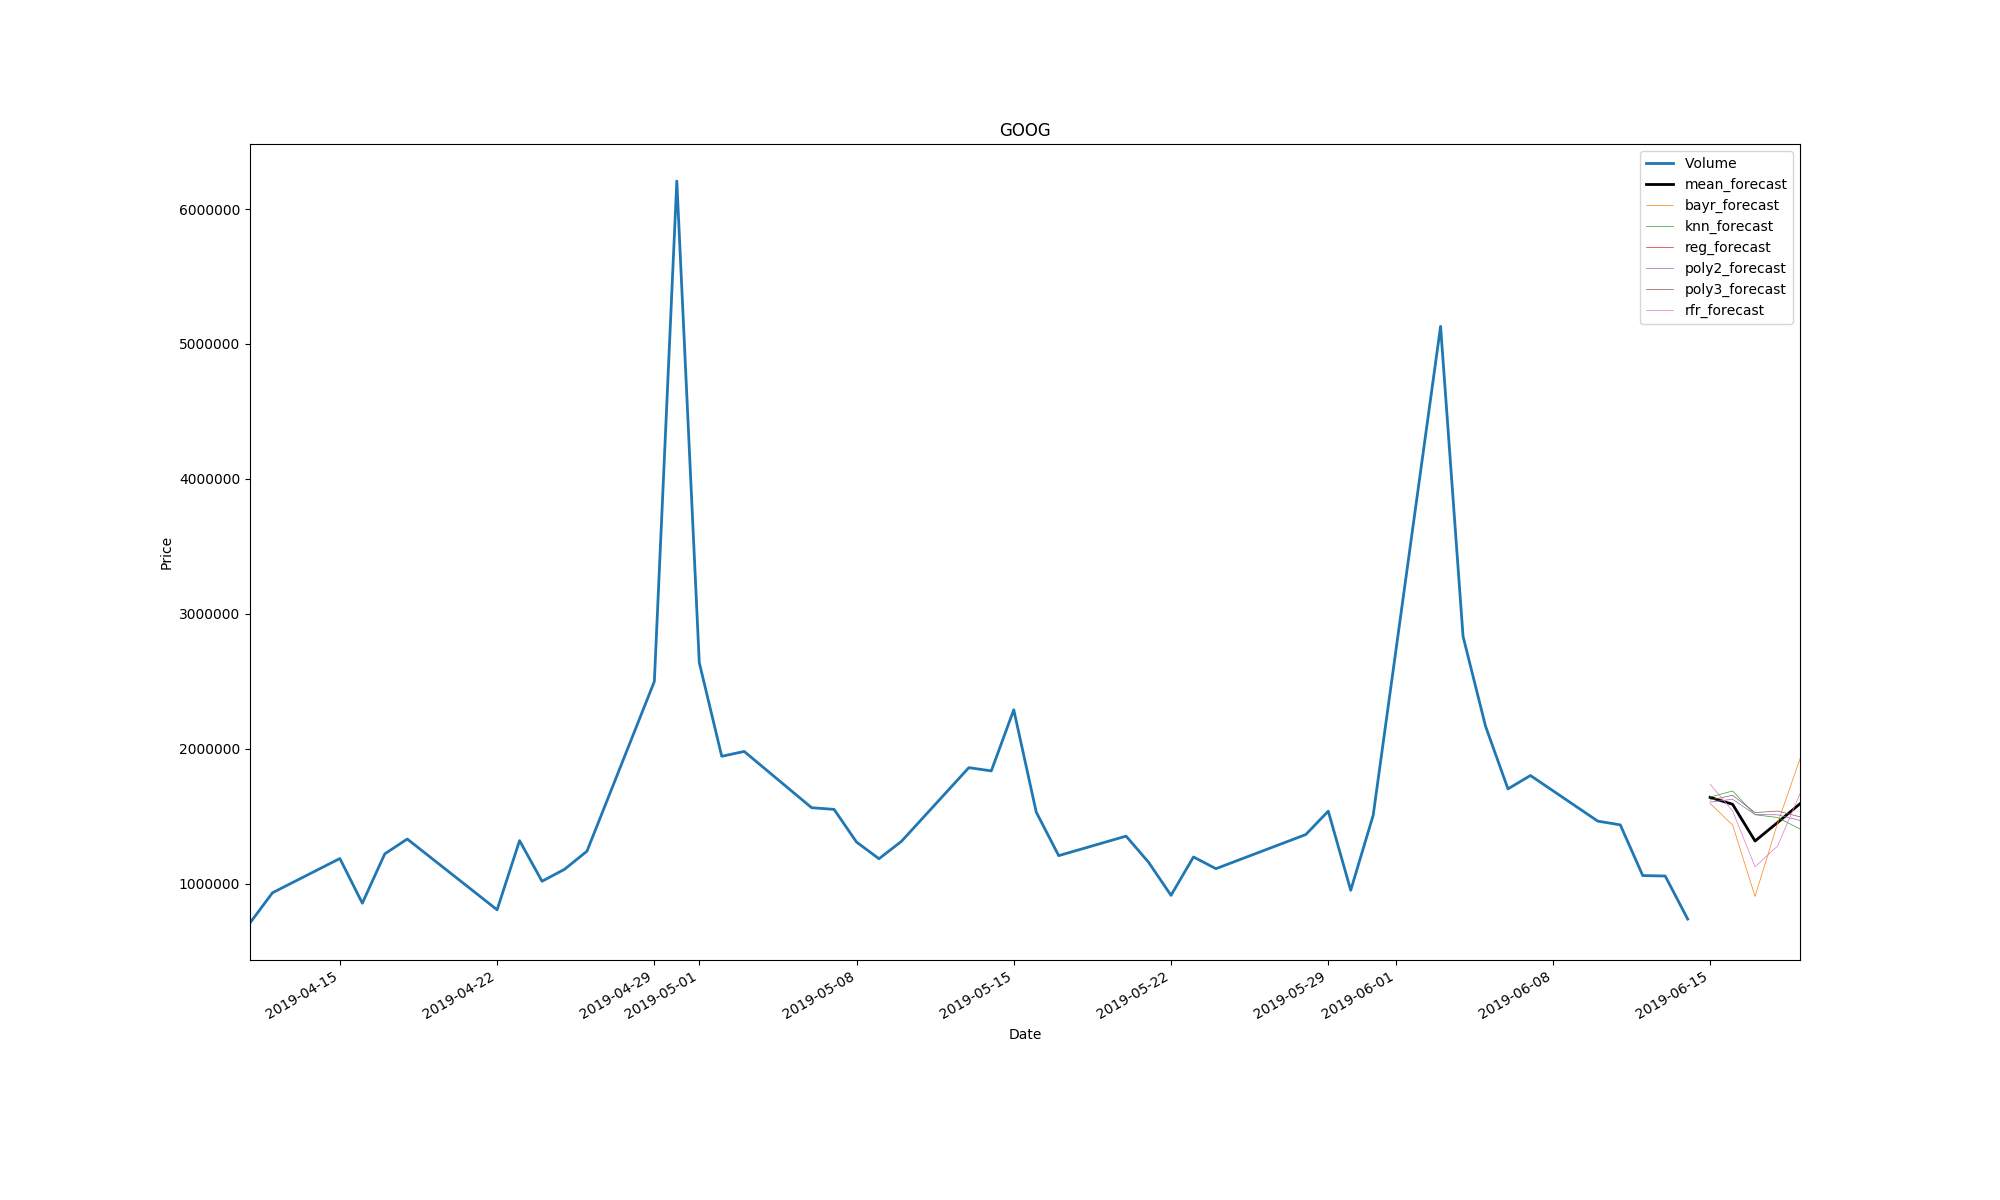 GOOG
Volume
mean_forecast
bayr_forecast
knn_forecast
reg_forecast
poly2_forecast
poly3_forecast
rfr_forecast
6000000
5000000
4000000
3000000
2000000
1000000
Price
2019-04-15
2019-04-22
2019-04-29
2019-05-01
2019-05-08
2019-05-15
2019-05-22
2019-05-29
2019-06-01
2019-06-08
2019-06-15
Date